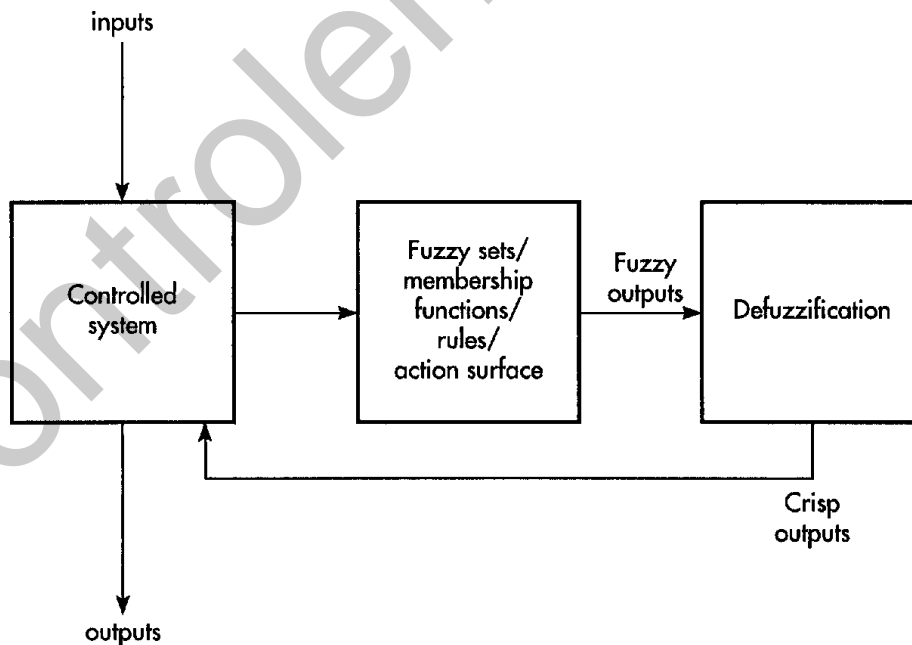 inputs
Controlled
system
Fuzzy sets/
membership
functions/
rules/
action surface
Fuzzy
outputs
Defuzzification
Crisp
outputs
outputs